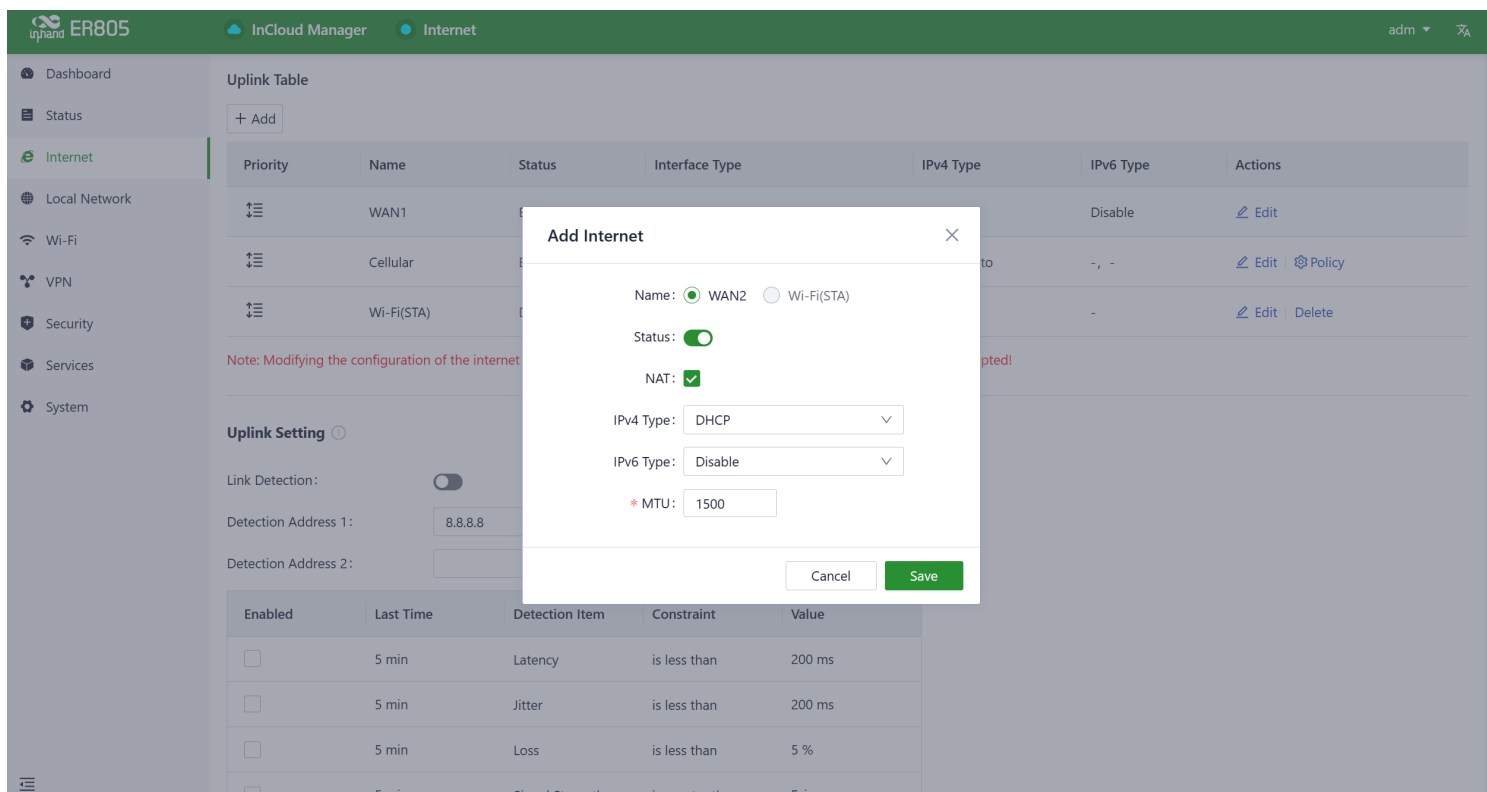 inhand ER805 InCloud Manager Internet adm
Dashboard
Status
Internet
Local Network
Wi-Fi
VPN
Security
Services
System
Uplink Table
+ Add
Priority Name Status Interface Type IPv4 Type IPv6 Type Actions
WAN1 Disable Edit
Cellular to -, - Edit Policy
Wi-Fi(STA) - Edit Delete
Note: Modifying the configuration of the internet pted!
Uplink Setting
Link Detection:
Detection Address 1: 8.8.8.8
Detection Address 2:
Enabled Last Time Detection Item Constraint Value
5 min Latency is less than 200 ms
5 min Jitter is less than 200 ms
5 min Loss is less than 5 %
Add Internet
Name: WAN2 Wi-Fi(STA)
Status:
NAT:
IPv4 Type: DHCP
IPv6 Type: Disable
* MTU: 1500
Cancel Save